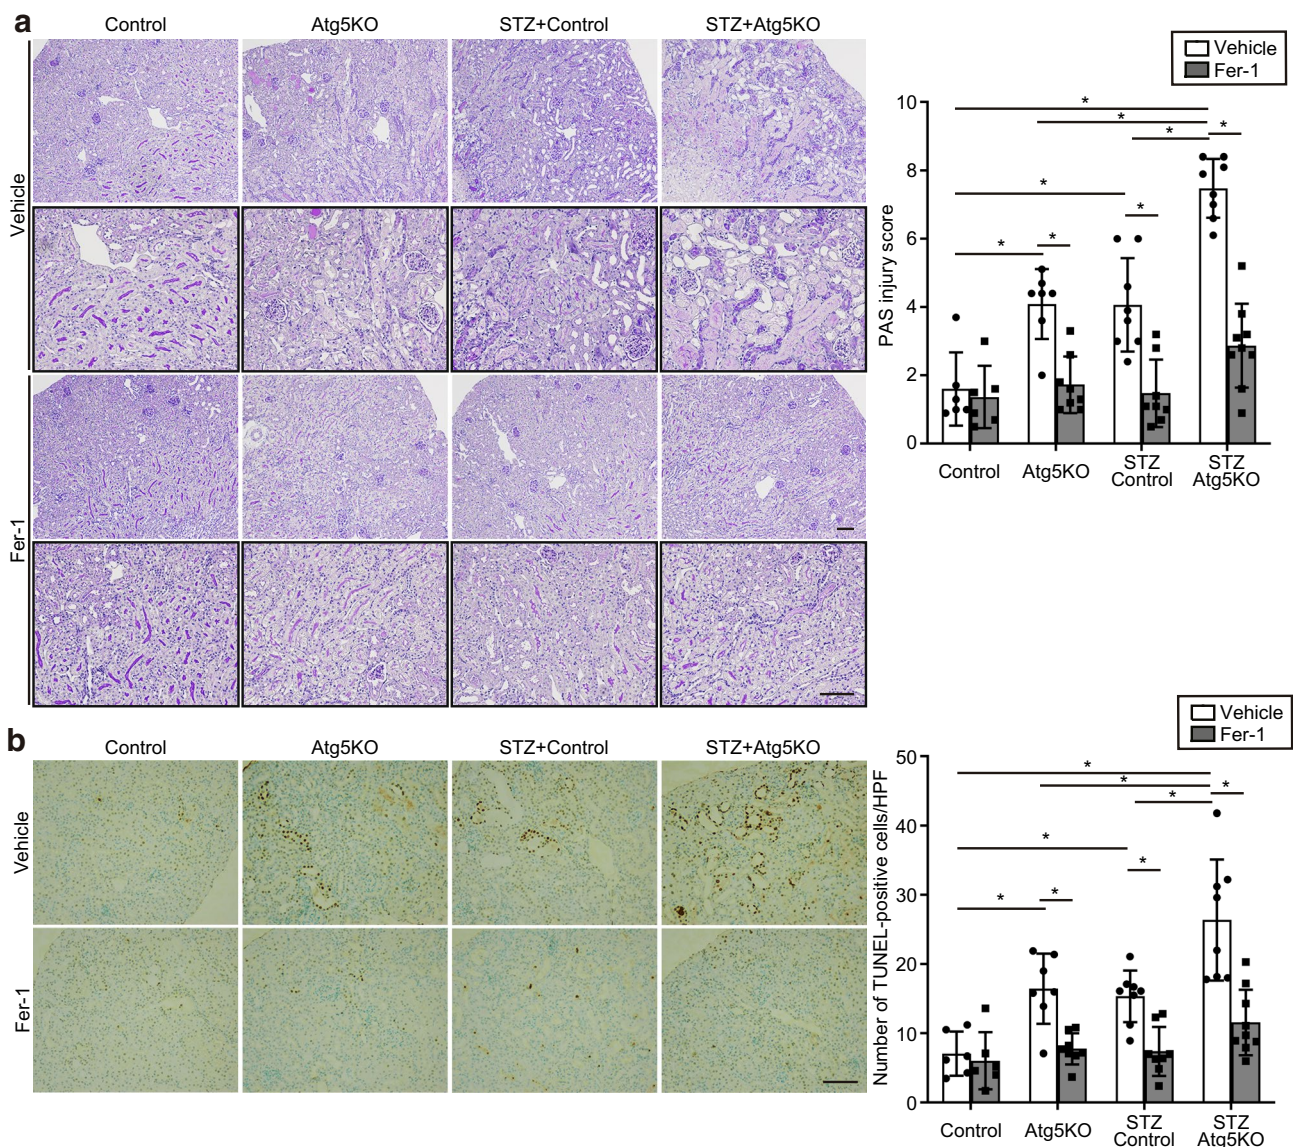 a
Control Atg5KO STZ+Control STZ+Atg5KO
Vehicle
Fer-1
Vehicle
Fer-1
PAS injury score
10
8
6
4
2
0
* * * * * * * *
Control Atg5KO STZ Control STZ Atg5KO
b
Control Atg5KO STZ+Control STZ+Atg5KO
Vehicle
Fer-1
Vehicle
Fer-1
Number of TUNEL-positive cells/HPF
50
40
30
20
10
0
* * * * * * * *
Control Atg5KO STZ Control STZ Atg5KO